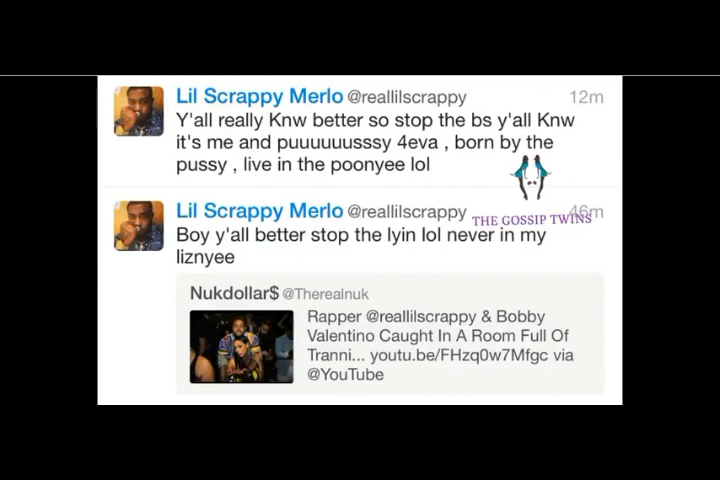 Lil Scrappy Merlo @reallilscrappy 12m
Y'all really Knw better so stop the bs y'all Knw
it's me and puuuuuusssy 4eva , born by the
pussy , live in the poonyee lol
Lil Scrappy Merlo @reallilscrappy 46m
THE GOSSIP TWINS
Boy y'all better stop the lyin lol never in my
liznyee
Nukdollar$ @Therealnuk
Rapper @reallilscrappy & Bobby
Valentino Caught In A Room Full Of
Tranni... youtu.be/FHzq0w7Mfgc via
@YouTube